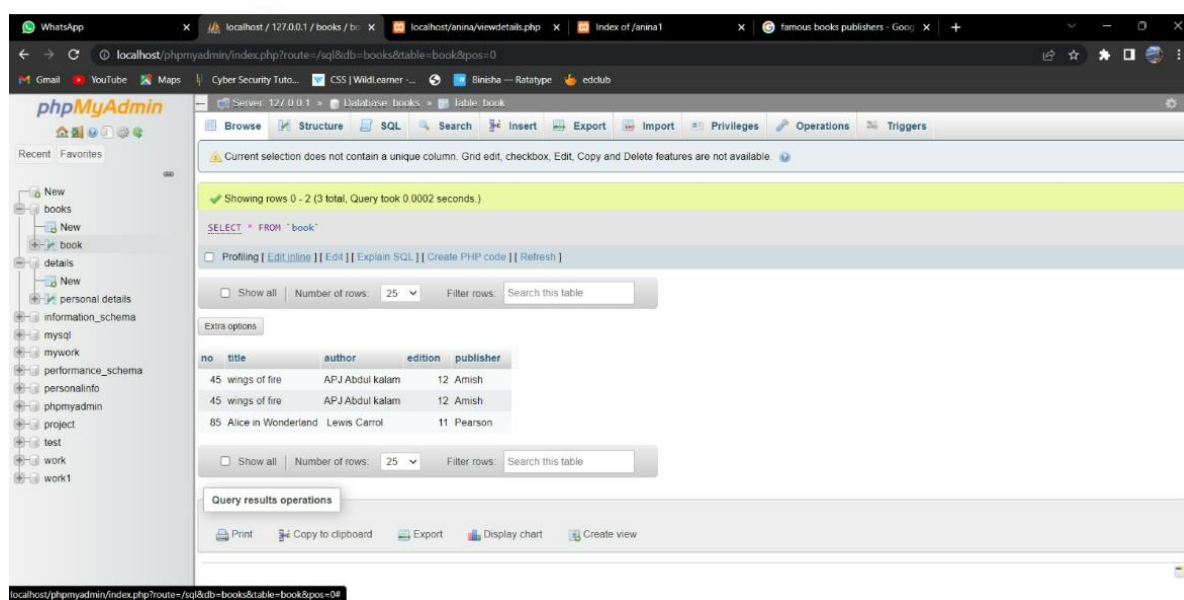 WhatsApp
localhost / 127.0.0.1 / books / bo
localhost/anina/viewdetails.php
Index of /anina1
famous books publishers - Goog
localhost/phpmyadmin/index.php?route=/sql&db=books&table=book&pos=0
Gmail YouTube Maps Cyber Security Tuto... CSS | WildLearner -... Binisha — Ratatype edclub
phpMyAdmin
Recent Favorites
New
books
New
book
details
New
personal details
information_schema
mysql
mywork
performance_schema
personalinfo
phpmyadmin
project
test
work
work1
Server: 127.0.0.1 » Database: books » Table: book
Browse Structure SQL Search Insert Export Import Privileges Operations Triggers
Current selection does not contain a unique column. Grid edit, checkbox, Edit, Copy and Delete features are not available.
Showing rows 0 - 2 (3 total, Query took 0.0002 seconds.)
SELECT * FROM `book`
Profiling [ Edit inline ] [ Edit ] [ Explain SQL ] [ Create PHP code ] [ Refresh ]
Show all | Number of rows: 25 Filter rows: Search this table
Extra options
no title author edition publisher
45 wings of fire APJ Abdul kalam 12 Amish
45 wings of fire APJ Abdul kalam 12 Amish
85 Alice in Wonderland Lewis Carrol 11 Pearson
Show all | Number of rows: 25 Filter rows: Search this table
Query results operations
Print Copy to clipboard Export Display chart Create view
localhost/phpmyadmin/index.php?route=/sql&db=books&table=book&pos=0#